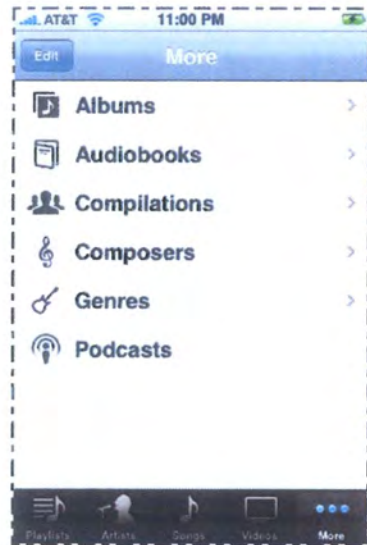 AT&T 11:00 PM
Edit More
Albums
Audiobooks
Compilations
Composers
Genres
Podcasts
Playlists Artists Songs Videos More